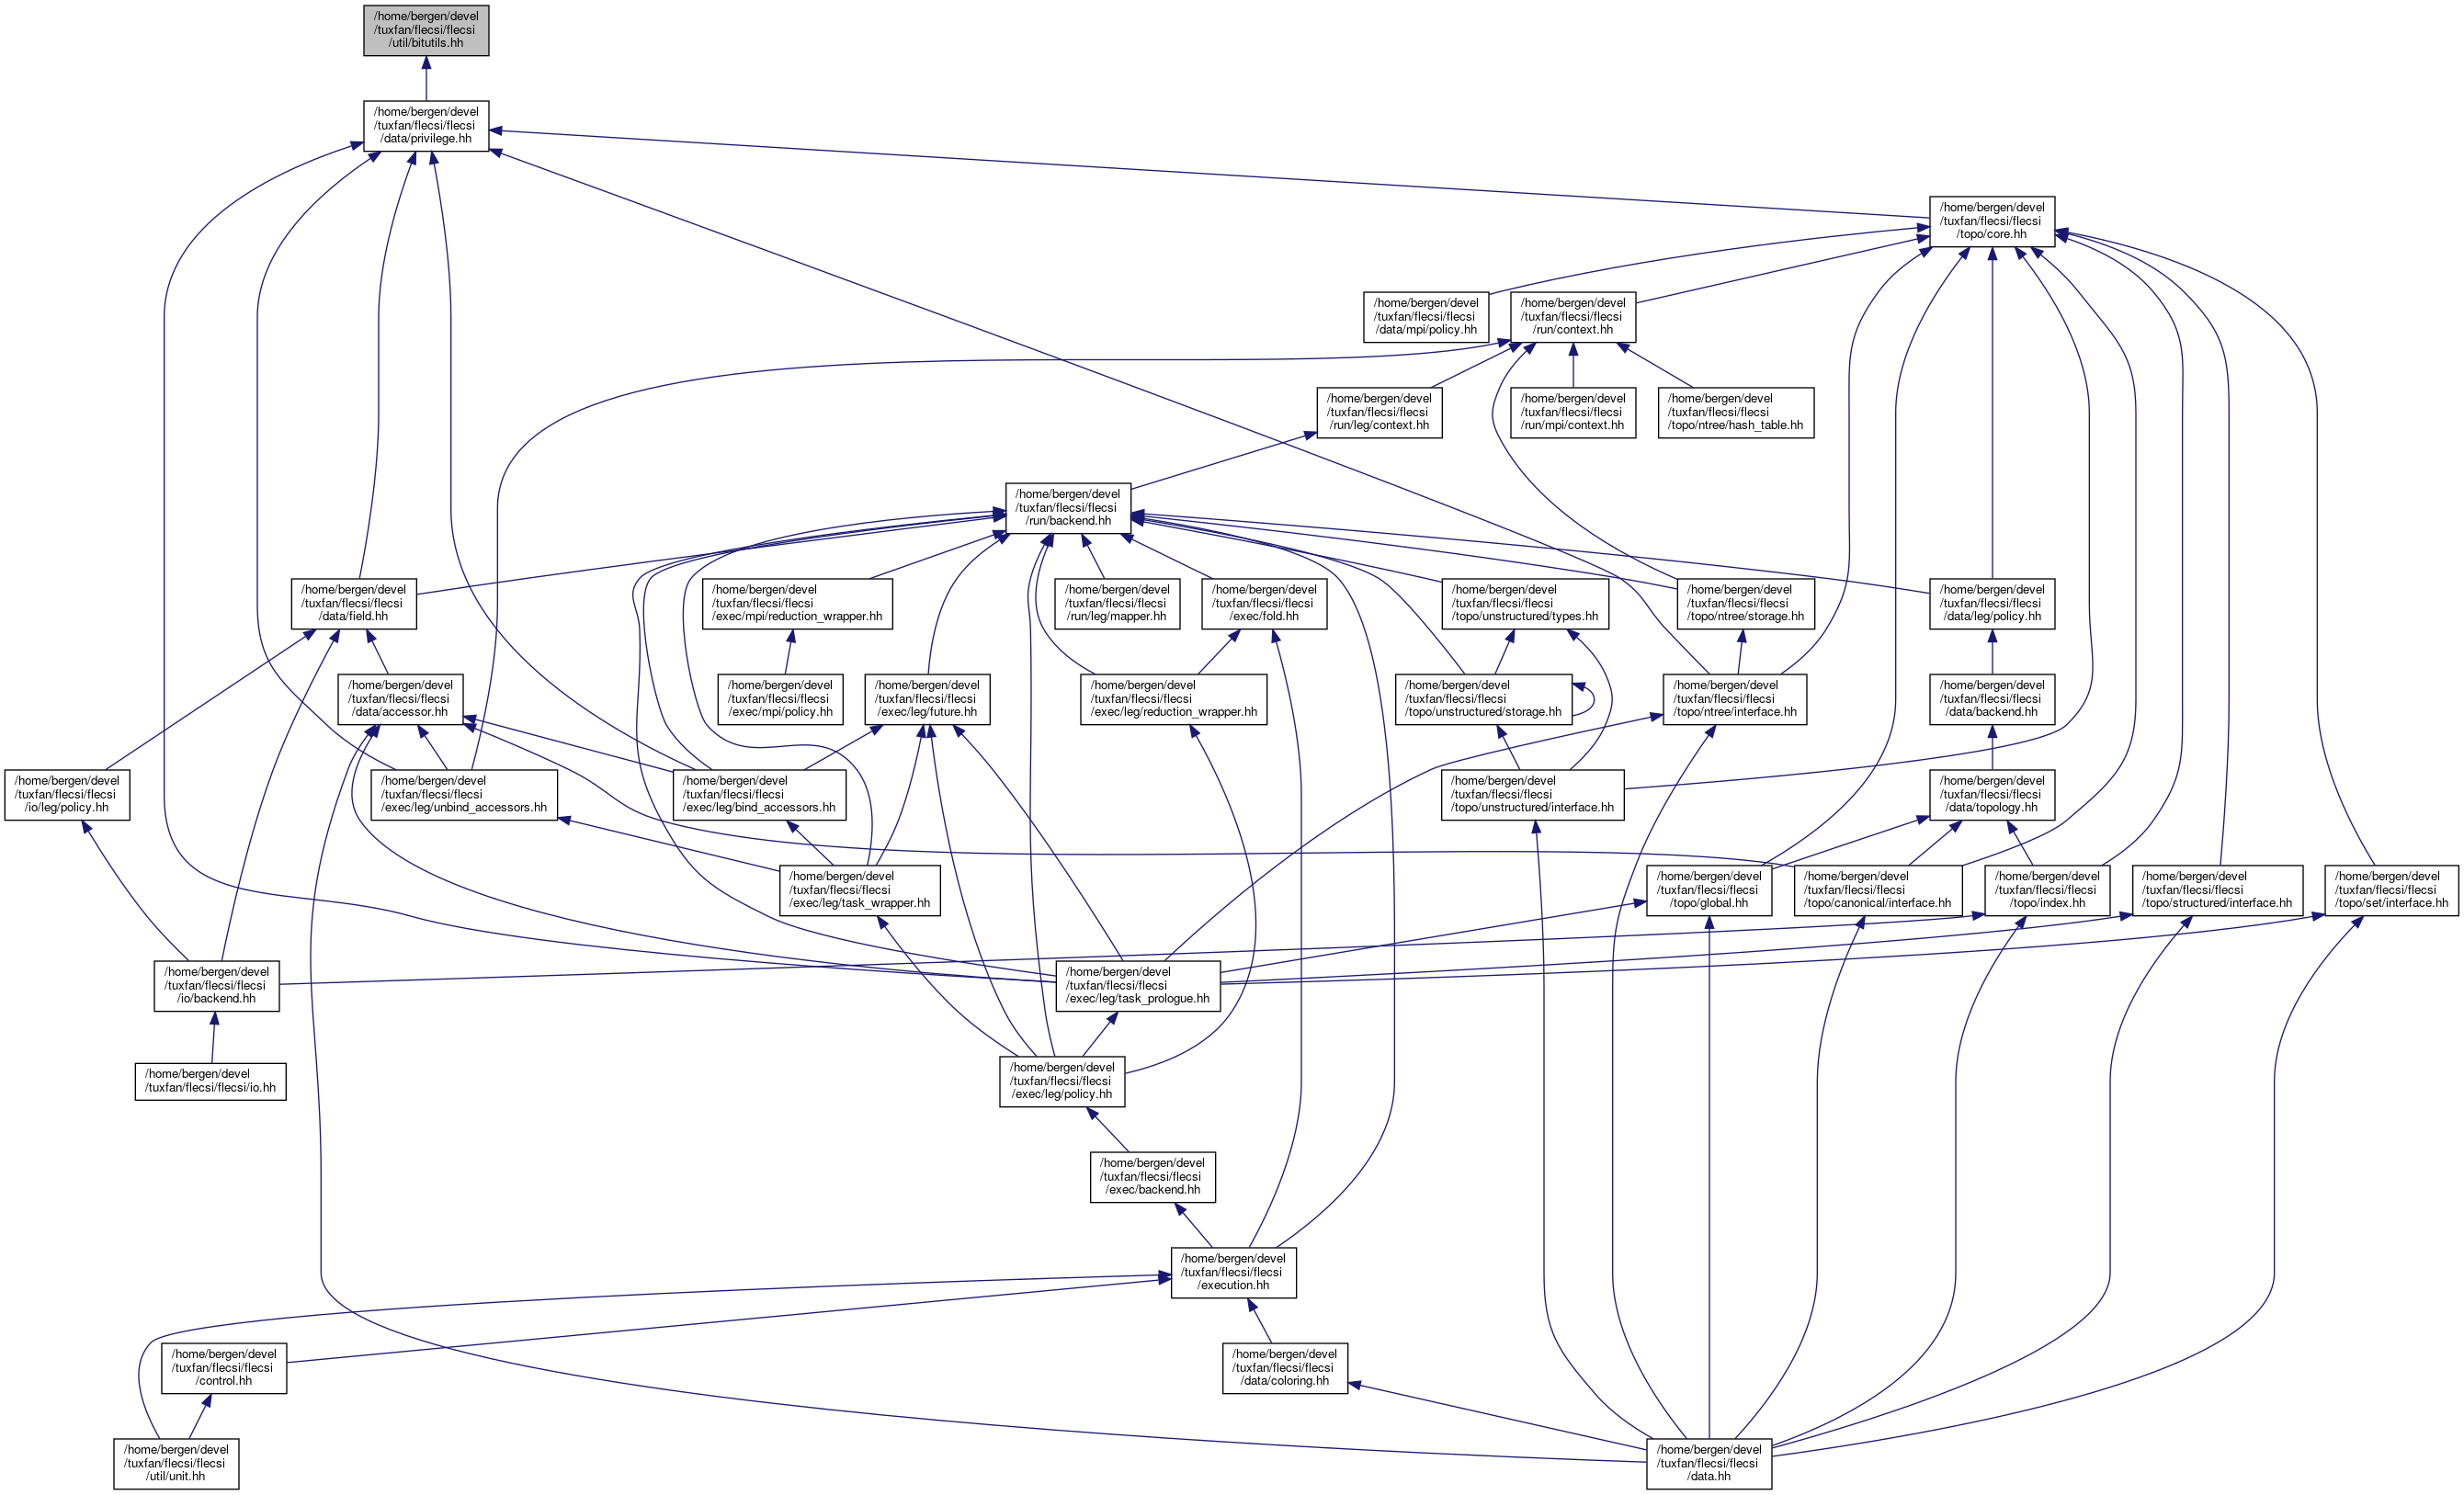 /home/bergen/devel
/tuxfan/flecsi/flecsi
/util/bitutils.hh
/home/bergen/devel
/tuxfan/flecsi/flecsi
/data/privilege.hh
/home/bergen/devel
/tuxfan/flecsi/flecsi
/topo/core.hh
/home/bergen/devel
/tuxfan/flecsi/flecsi
/data/mpi/policy.hh
/home/bergen/devel
/tuxfan/flecsi/flecsi
/run/context.hh
/home/bergen/devel
/tuxfan/flecsi/flecsi
/run/leg/context.hh
/home/bergen/devel
/tuxfan/flecsi/flecsi
/run/mpi/context.hh
/home/bergen/devel
/tuxfan/flecsi/flecsi
/topo/ntree/hash_table.hh
/home/bergen/devel
/tuxfan/flecsi/flecsi
/run/backend.hh
/home/bergen/devel
/tuxfan/flecsi/flecsi
/data/field.hh
/home/bergen/devel
/tuxfan/flecsi/flecsi
/exec/mpi/reduction_wrapper.hh
/home/bergen/devel
/tuxfan/flecsi/flecsi
/run/leg/mapper.hh
/home/bergen/devel
/tuxfan/flecsi/flecsi
/exec/fold.hh
/home/bergen/devel
/tuxfan/flecsi/flecsi
/topo/unstructured/types.hh
/home/bergen/devel
/tuxfan/flecsi/flecsi
/topo/ntree/storage.hh
/home/bergen/devel
/tuxfan/flecsi/flecsi
/data/leg/policy.hh
/home/bergen/devel
/tuxfan/flecsi/flecsi
/data/accessor.hh
/home/bergen/devel
/tuxfan/flecsi/flecsi
/exec/mpi/policy.hh
/home/bergen/devel
/tuxfan/flecsi/flecsi
/exec/leg/future.hh
/home/bergen/devel
/tuxfan/flecsi/flecsi
/exec/leg/reduction_wrapper.hh
/home/bergen/devel
/tuxfan/flecsi/flecsi
/topo/unstructured/storage.hh
/home/bergen/devel
/tuxfan/flecsi/flecsi
/topo/ntree/interface.hh
/home/bergen/devel
/tuxfan/flecsi/flecsi
/data/backend.hh
/home/bergen/devel
/tuxfan/flecsi/flecsi
/io/leg/policy.hh
/home/bergen/devel
/tuxfan/flecsi/flecsi
/exec/leg/unbind_accessors.hh
/home/bergen/devel
/tuxfan/flecsi/flecsi
/exec/leg/bind_accessors.hh
/home/bergen/devel
/tuxfan/flecsi/flecsi
/topo/unstructured/interface.hh
/home/bergen/devel
/tuxfan/flecsi/flecsi
/data/topology.hh
/home/bergen/devel
/tuxfan/flecsi/flecsi
/exec/leg/task_wrapper.hh
/home/bergen/devel
/tuxfan/flecsi/flecsi
/topo/global.hh
/home/bergen/devel
/tuxfan/flecsi/flecsi
/topo/canonical/interface.hh
/home/bergen/devel
/tuxfan/flecsi/flecsi
/topo/index.hh
/home/bergen/devel
/tuxfan/flecsi/flecsi
/topo/structured/interface.hh
/home/bergen/devel
/tuxfan/flecsi/flecsi
/topo/set/interface.hh
/home/bergen/devel
/tuxfan/flecsi/flecsi
/io/backend.hh
/home/bergen/devel
/tuxfan/flecsi/flecsi
/exec/leg/task_prologue.hh
/home/bergen/devel
/tuxfan/flecsi/flecsi/io.hh
/home/bergen/devel
/tuxfan/flecsi/flecsi
/exec/leg/policy.hh
/home/bergen/devel
/tuxfan/flecsi/flecsi
/exec/backend.hh
/home/bergen/devel
/tuxfan/flecsi/flecsi
/execution.hh
/home/bergen/devel
/tuxfan/flecsi/flecsi
/control.hh
/home/bergen/devel
/tuxfan/flecsi/flecsi
/data/coloring.hh
/home/bergen/devel
/tuxfan/flecsi/flecsi
/util/unit.hh
/home/bergen/devel
/tuxfan/flecsi/flecsi
/data.hh